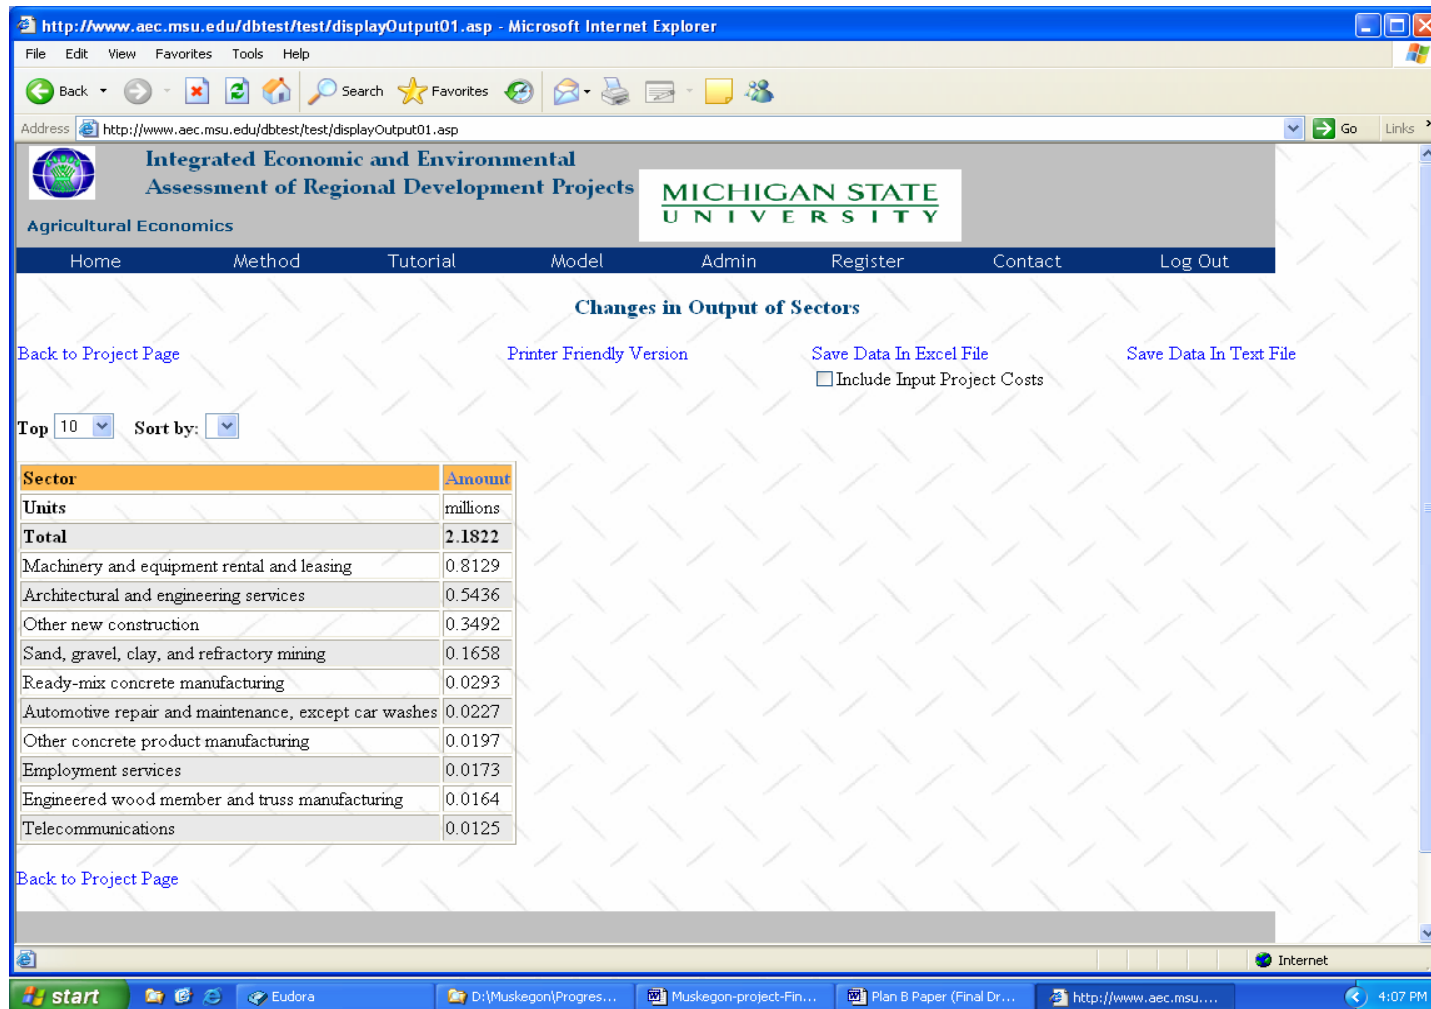 http://www.aec.msu.edu/dbtest/test/displayOutput01.asp - Microsoft Internet Explorer
File Edit View Favorites Tools Help
Back Search Favorites
Address http://www.aec.msu.edu/dbtest/test/displayOutput01.asp Go Links
Integrated Economic and Environmental
Assessment of Regional Development Projects
MICHIGAN STATE
UNIVERSITY
Agricultural Economics
Home Method Tutorial Model Admin Register Contact Log Out
Changes in Output of Sectors
Back to Project Page Printer Friendly Version Save Data In Excel File Save Data In Text File
Include Input Project Costs
Top 10 Sort by:
Sector Amount
Units millions
Total 2.1822
Machinery and equipment rental and leasing 0.8129
Architectural and engineering services 0.5436
Other new construction 0.3492
Sand, gravel, clay, and refractory mining 0.1658
Ready-mix concrete manufacturing 0.0293
Automotive repair and maintenance, except car washes 0.0227
Other concrete product manufacturing 0.0197
Employment services 0.0173
Engineered wood member and truss manufacturing 0.0164
Telecommunications 0.0125
Back to Project Page
Internet
start Eudora D:\Muskegon\Progres... Muskegon-project-Fin... Plan B Paper (Final Dr... http://www.aec.msu.... 4:07 PM